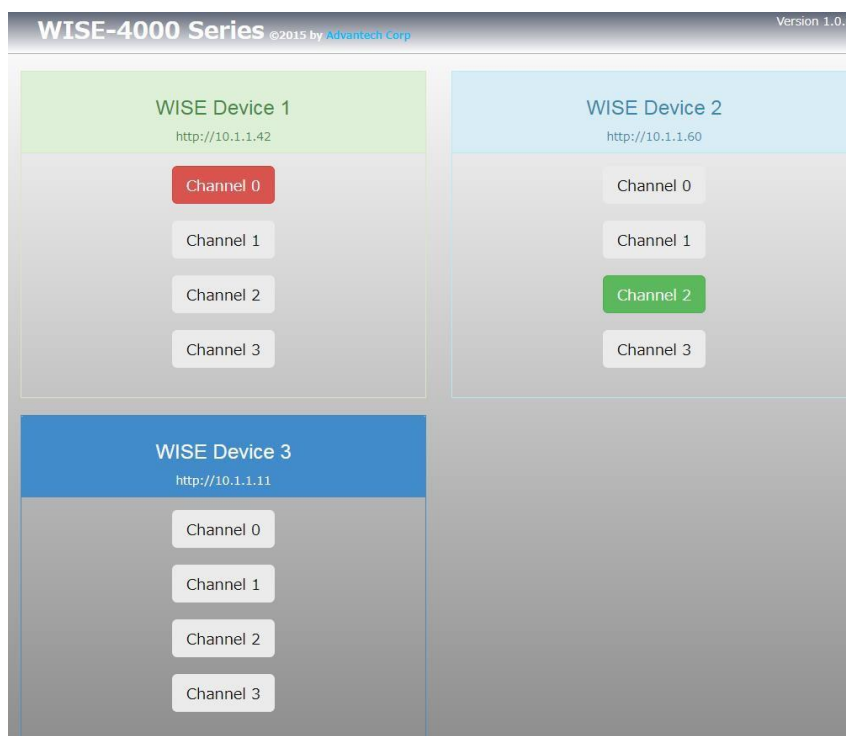 WISE-4000 Series ©2015 by Advantech Corp
Version 1.0.
WISE Device 1
http://10.1.1.42
Channel 0
Channel 1
Channel 2
Channel 3
WISE Device 2
http://10.1.1.60
Channel 0
Channel 1
Channel 2
Channel 3
WISE Device 3
http://10.1.1.11
Channel 0
Channel 1
Channel 2
Channel 3